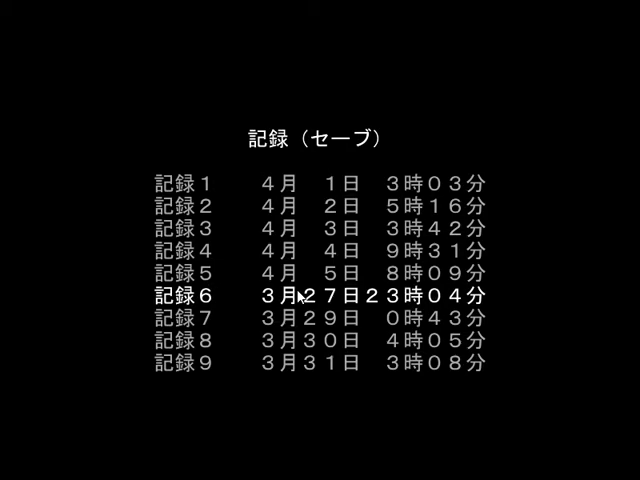 記録（セーブ）
記録１　　４月　１日　３時０３分
記録２　　４月　２日　５時１６分
記録３　　４月　３日　３時４２分
記録４　　４月　４日　９時３１分
記録５　　４月　５日　８時０９分
記録６　　３月２７日２３時０４分
記録７　　３月２９日　０時４３分
記録８　　３月３０日　４時０５分
記録９　　３月３１日　３時０８分